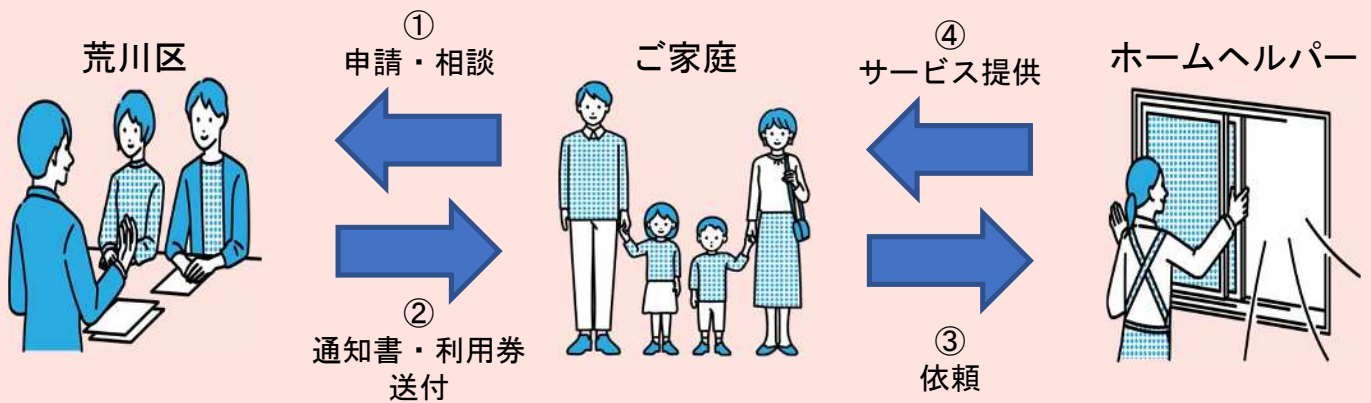 荒川区
①
申請・相談
ご家庭
④
サービス提供
ホームヘルパー
②
通知書・利用券
送付
③
依頼